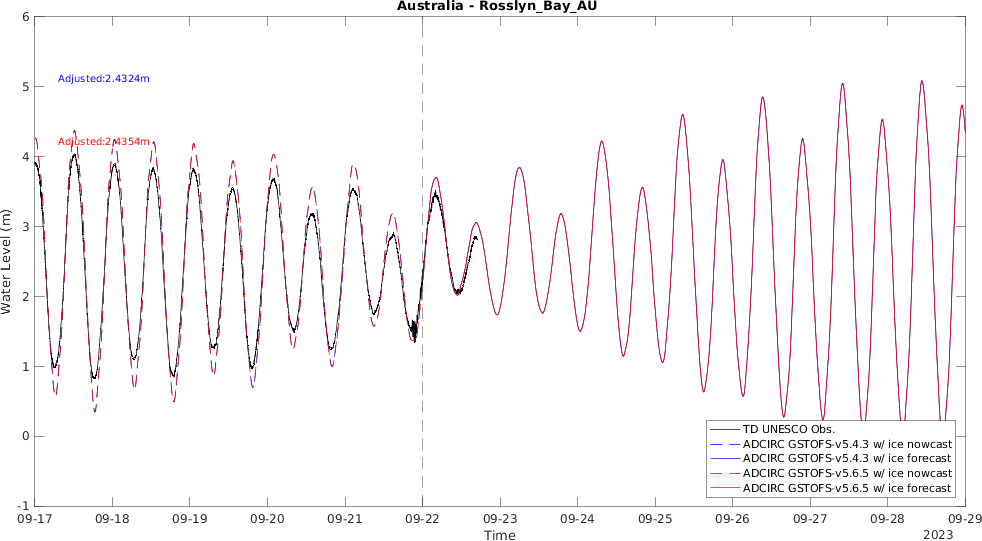 Australia - Rosslyn_Bay_AU
6
5
4
3
2
1
0
-1
Water Level (m)
Adjusted:2.4324m
Adjusted:2.4354m
TD UNESCO Obs.
ADCIRC GSTOFS-v5.4.3 w/ ice nowcast
ADCIRC GSTOFS-v5.4.3 w/ ice forecast
ADCIRC GSTOFS-v5.6.5 w/ ice nowcast
ADCIRC GSTOFS-v5.6.5 w/ ice forecast
09-17 09-18 09-19 09-20 09-21 09-22 09-23 09-24 09-25 09-26 09-27 09-28 09-29
Time
2023